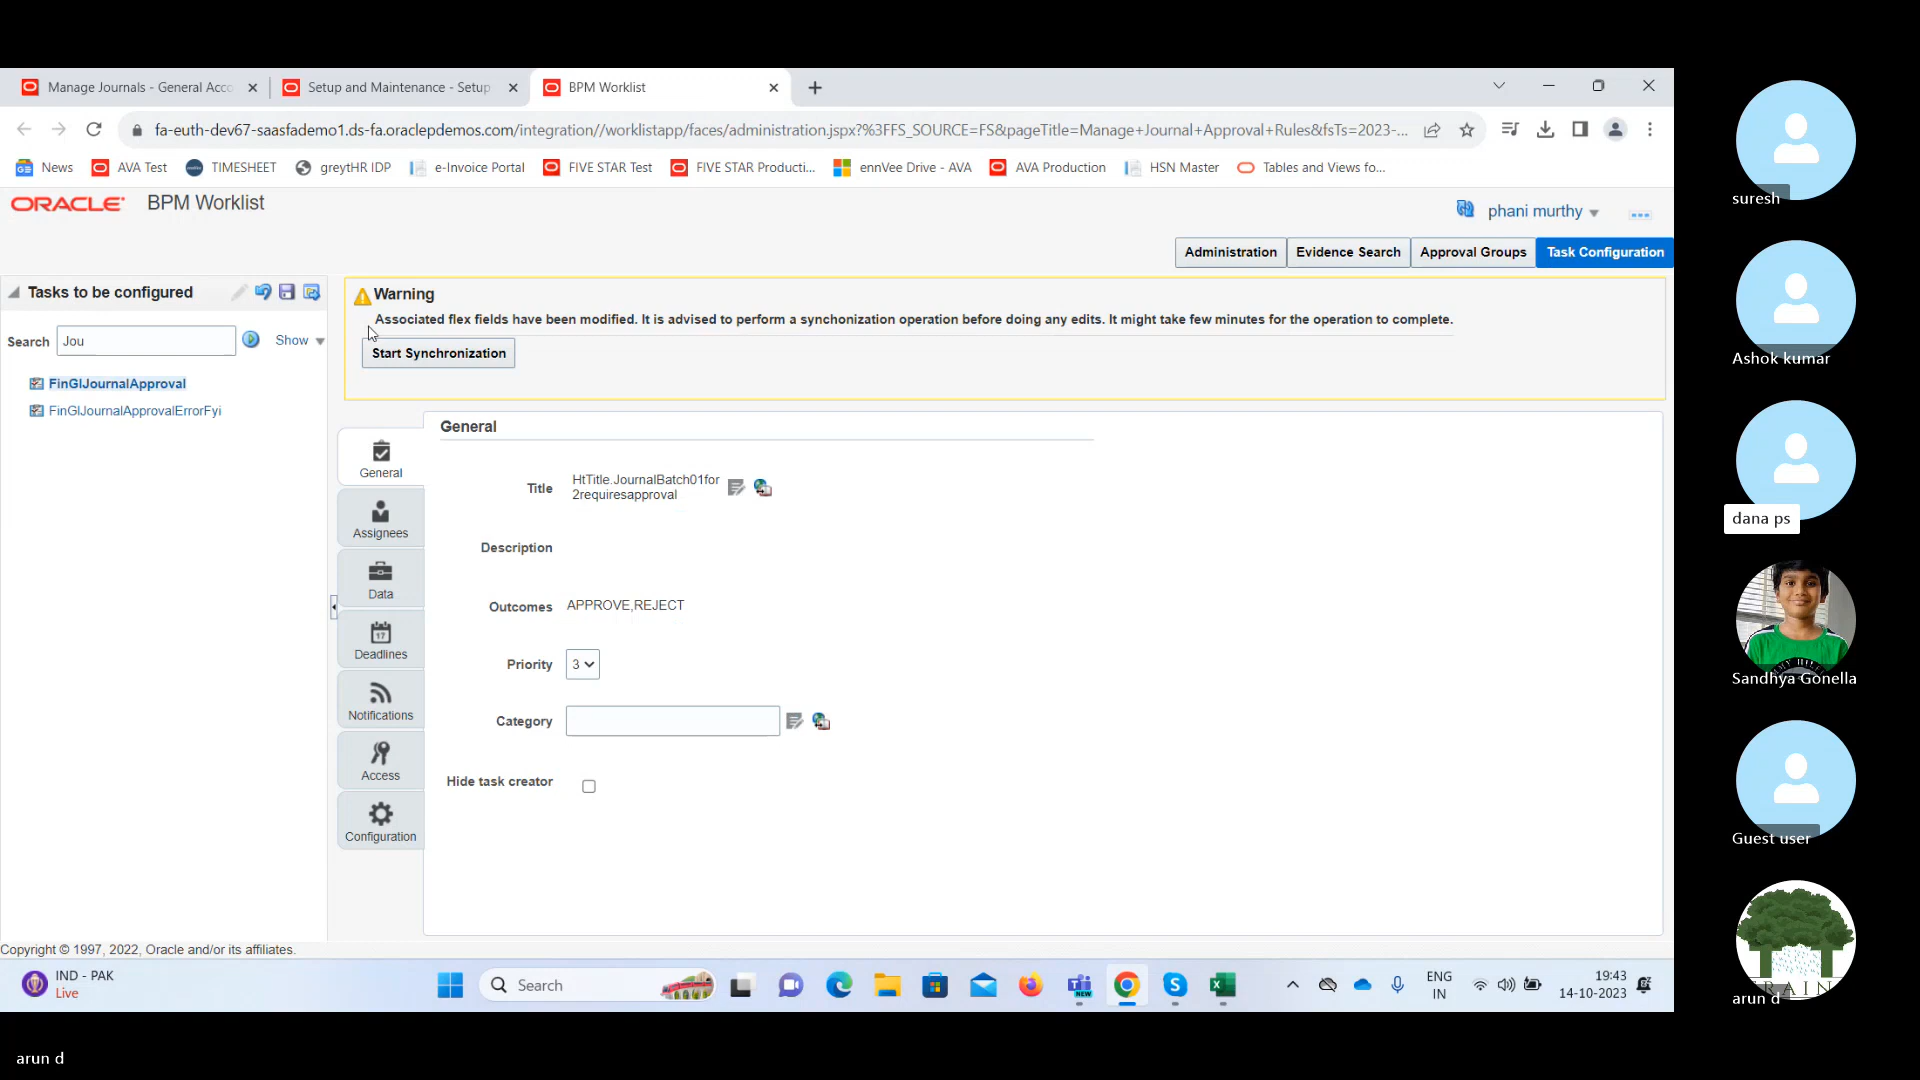 Manage Journals - General Acco
Setup and Maintenance - Setup
BPM Worklist
fa-euth-dev67-saasfademo1.ds-fa.oraclepdemos.com/integration//worklistapp/faces/administration.jspx?%3FFS_SOURCE=FS&pageTitle=Manage+Journal+Approval+Rules&fsTs=2023-...
News
AVA Test
TIMESHEET
greytHR IDP
e-Invoice Portal
FIVE STAR Test
FIVE STAR Producti...
ennVee Drive - AVA
AVA Production
HSN Master
Tables and Views fo...
ORACLE
BPM Worklist
phani murthy
Administration
Evidence Search
Approval Groups
Task Configuration
Tasks to be configured
Search
Jou
Show
FinGlJournalApproval
FinGlJournalApprovalErrorFyi
Warning
Associated flex fields have been modified. It is advised to perform a synchonization operation before doing any edits. It might take few minutes for the operation to complete.
Start Synchronization
General
Assignees
Data
Deadlines
Notifications
Access
Configuration
General
Title
HtTitle.JournalBatch01for
2requiresapproval
Description
Outcomes
APPROVE,REJECT
Priority
3
Category
Hide task creator
Copyright © 1997, 2022, Oracle and/or its affiliates.
IND - PAK
Live
Search
ENG
IN
19:43
14-10-2023
suresh
Ashok kumar
dana ps
Sandhya Gonella
Guest user
arun d
arun d